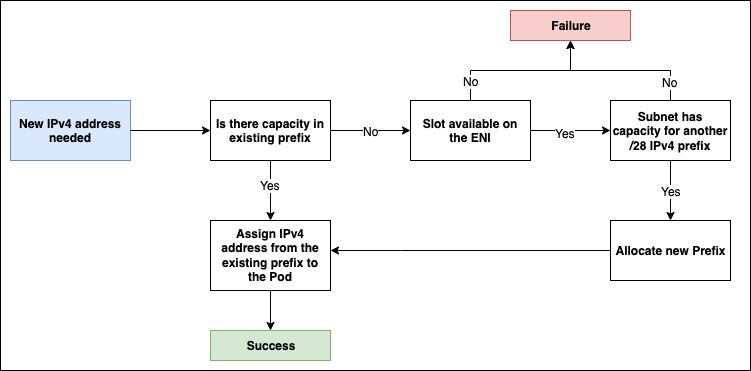 Failure
No
No
New IPv4 address
needed
Is there capacity in
existing prefix
No
Slot available on
the ENI
Yes
Subnet has
capacity for another
/28 IPv4 prefix
Yes
Yes
Assign IPv4
address from the
existing prefix to
the Pod
Allocate new Prefix
Success